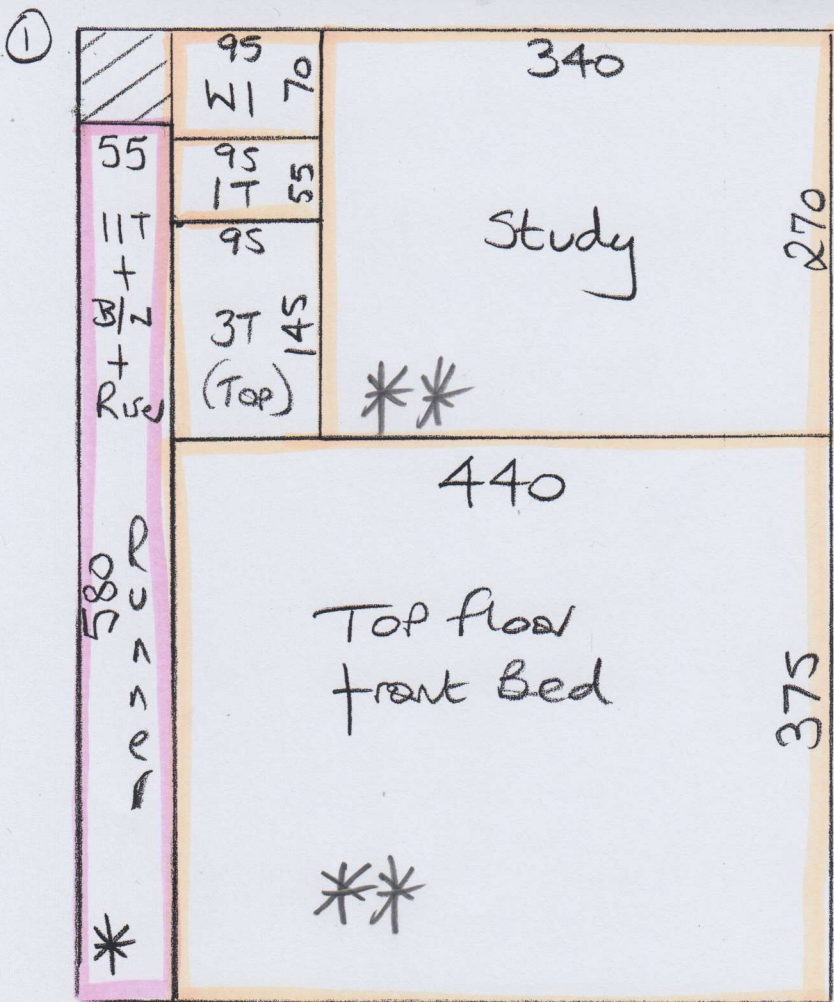 1
95
W1
70
340
55
95
1T
55
11T
+
B/2
+
Riser
95
3T
(Top)
145
Study
270
**
440
580
Runner
Top floor
front Bed
375
**
*